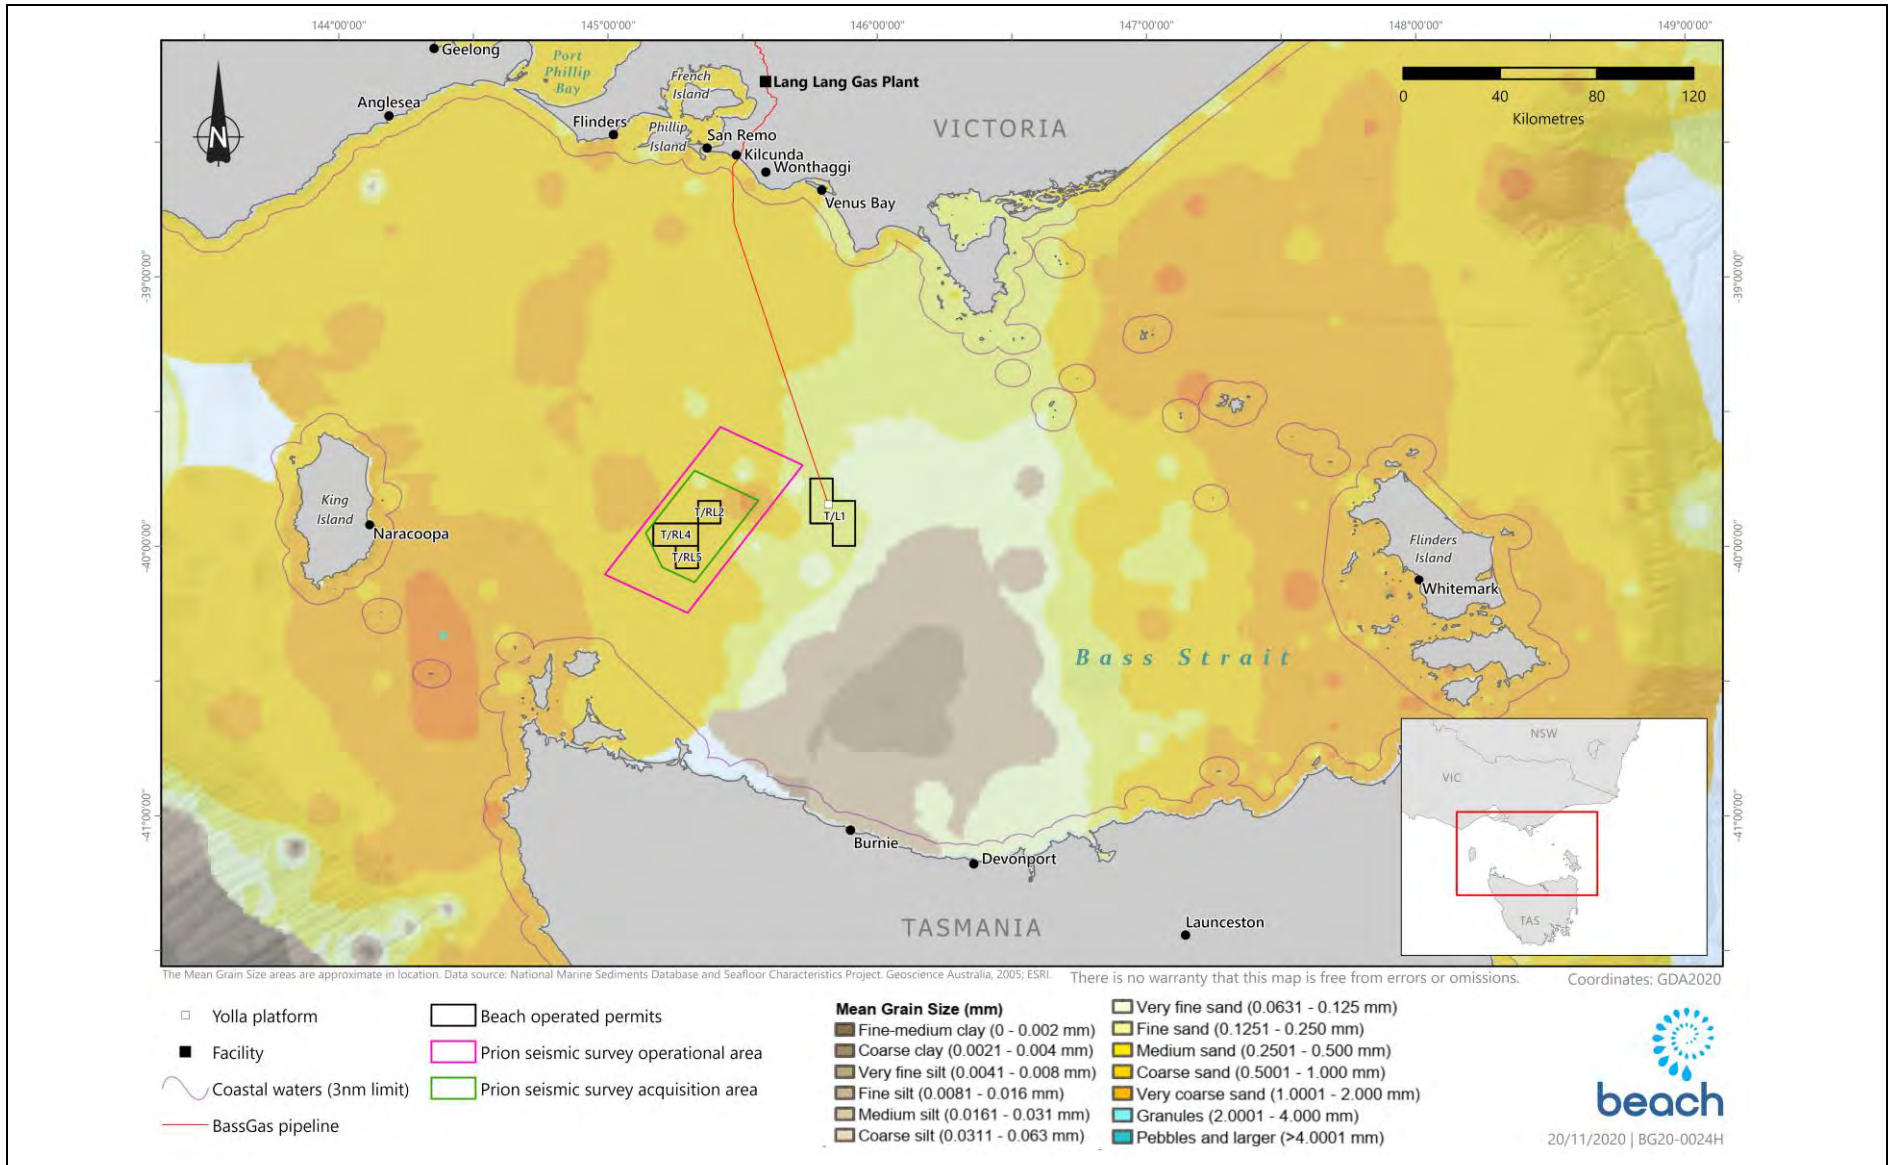 144°00'00" 145°00'00" 146°00'00" 147°00'00" 148°00'00" 149°00'00"
Geelong
Port
Phillip
Bay
French
Island
Lang Lang Gas Plant
Anglesea
Flinders
Phillip
Island
San Remo
Kilcunda
Wonthaggi
Venus Bay
VICTORIA
N
0 40 80 120
Kilometres
-39°00'00" -39°00'00"
King
Island
Naracoopa
T/RL2
T/RL4
T/RL5
T/L1
-40°00'00" -40°00'00"
Flinders
Island
Whitemark
Bass Strait
-41°00'00" -41°00'00"
Burnie
Devonport
TASMANIA
Launceston
NSW
VIC
TAS
The Mean Grain Size areas are approximate in location. Data source: National Marine Sediments Database and Seafloor Characteristics Project. Geoscience Australia, 2005; ESRI.
There is no warranty that this map is free from errors or omissions.
Coordinates: GDA2020
Yolla platform
Facility
Coastal waters (3nm limit)
BassGas pipeline
Beach operated permits
Prion seismic survey operational area
Prion seismic survey acquisition area
Mean Grain Size (mm)
Fine-medium clay (0 - 0.002 mm)
Coarse clay (0.0021 - 0.004 mm)
Very fine silt (0.0041 - 0.008 mm)
Fine silt (0.0081 - 0.016 mm)
Medium silt (0.0161 - 0.031 mm)
Coarse silt (0.0311 - 0.063 mm)
Very fine sand (0.0631 - 0.125 mm)
Fine sand (0.1251 - 0.250 mm)
Medium sand (0.2501 - 0.500 mm)
Coarse sand (0.5001 - 1.000 mm)
Very coarse sand (1.0001 - 2.000 mm)
Granules (2.0001 - 4.000 mm)
Pebbles and larger (>4.0001 mm)
beach
20/11/2020 | BG20-0024H